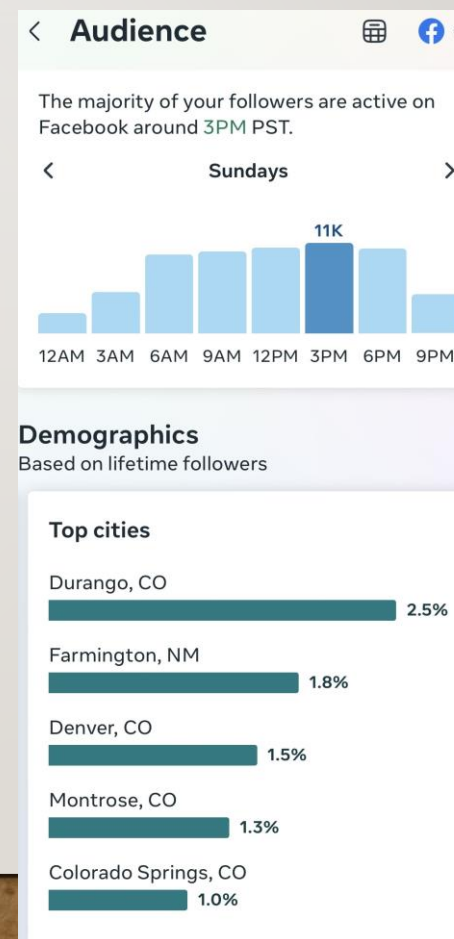 Audience
The majority of your followers are active on
Facebook around 3PM PST.
Sundays
11K
12AM 3AM 6AM 9AM 12PM 3PM 6PM 9PM
Demographics
Based on lifetime followers
Top cities
Durango, CO
2.5%
Farmington, NM
1.8%
Denver, CO
1.5%
Montrose, CO
1.3%
Colorado Springs, CO
1.0%